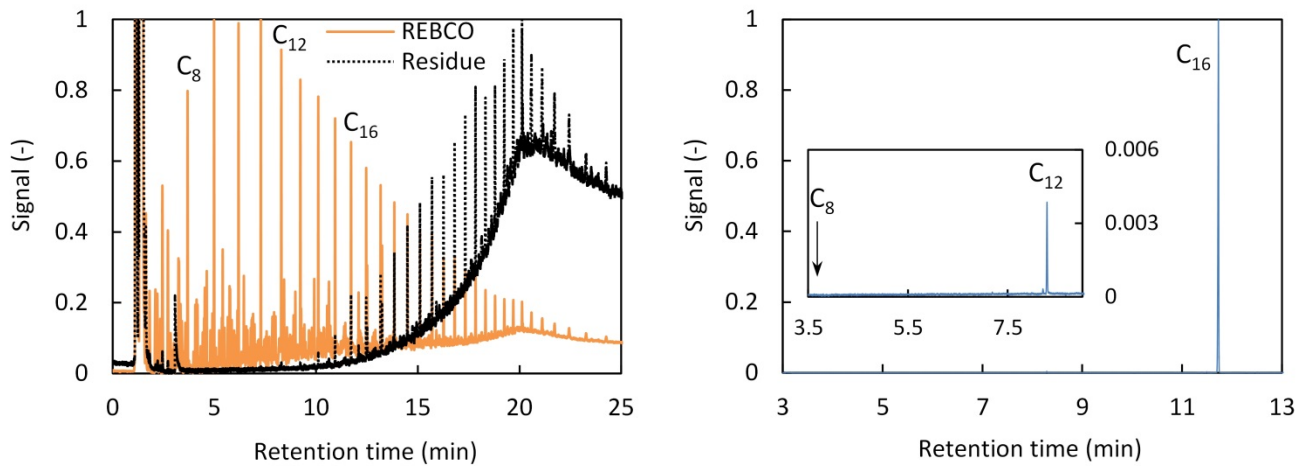 1
0.8
0.6
0.4
0.2
0
Signal (-)
0
5
10
15
20
25
Retention time (min)
C8
C12
C16
REBCO
Residue
1
0.8
0.6
0.4
0.2
0
Signal (-)
3
5
7
9
11
13
Retention time (min)
C16
C8
C12
0.006
0.003
0
3.5
5.5
7.5